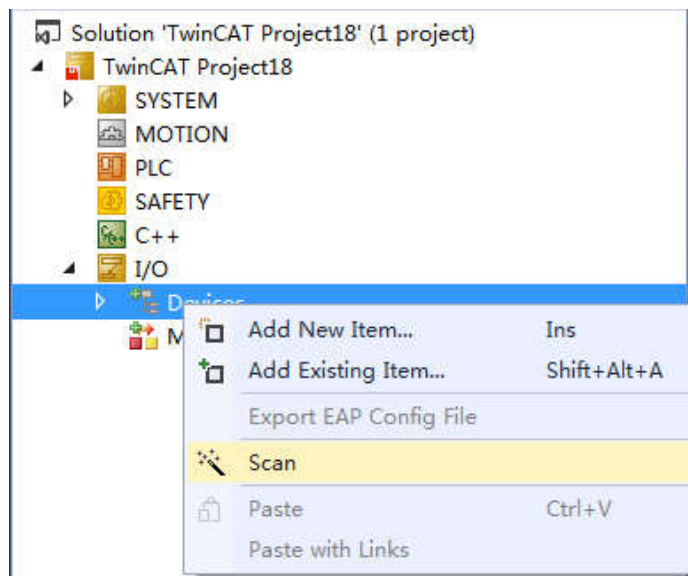 Solution 'TwinCAT Project18' (1 project)
TwinCAT Project18
SYSTEM
MOTION
PLC
SAFETY
C++
I/O
Devices
Add New Item... Ins
Add Existing Item... Shift+Alt+A
Export EAP Config File
Scan
Paste Ctrl+V
Paste with Links